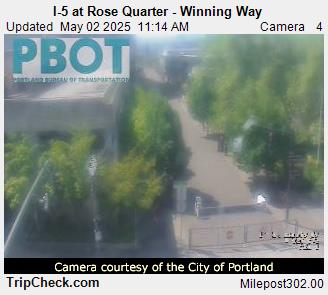 I-5 at Rose Quarter - Winning Way
Updated May 02 2025 11:14 AM Camera 4
PBOT
PORTLAND BUREAU OF TRANSPORTATION
Camera courtesy of the City of Portland
TripCheck.com Milepost302.00